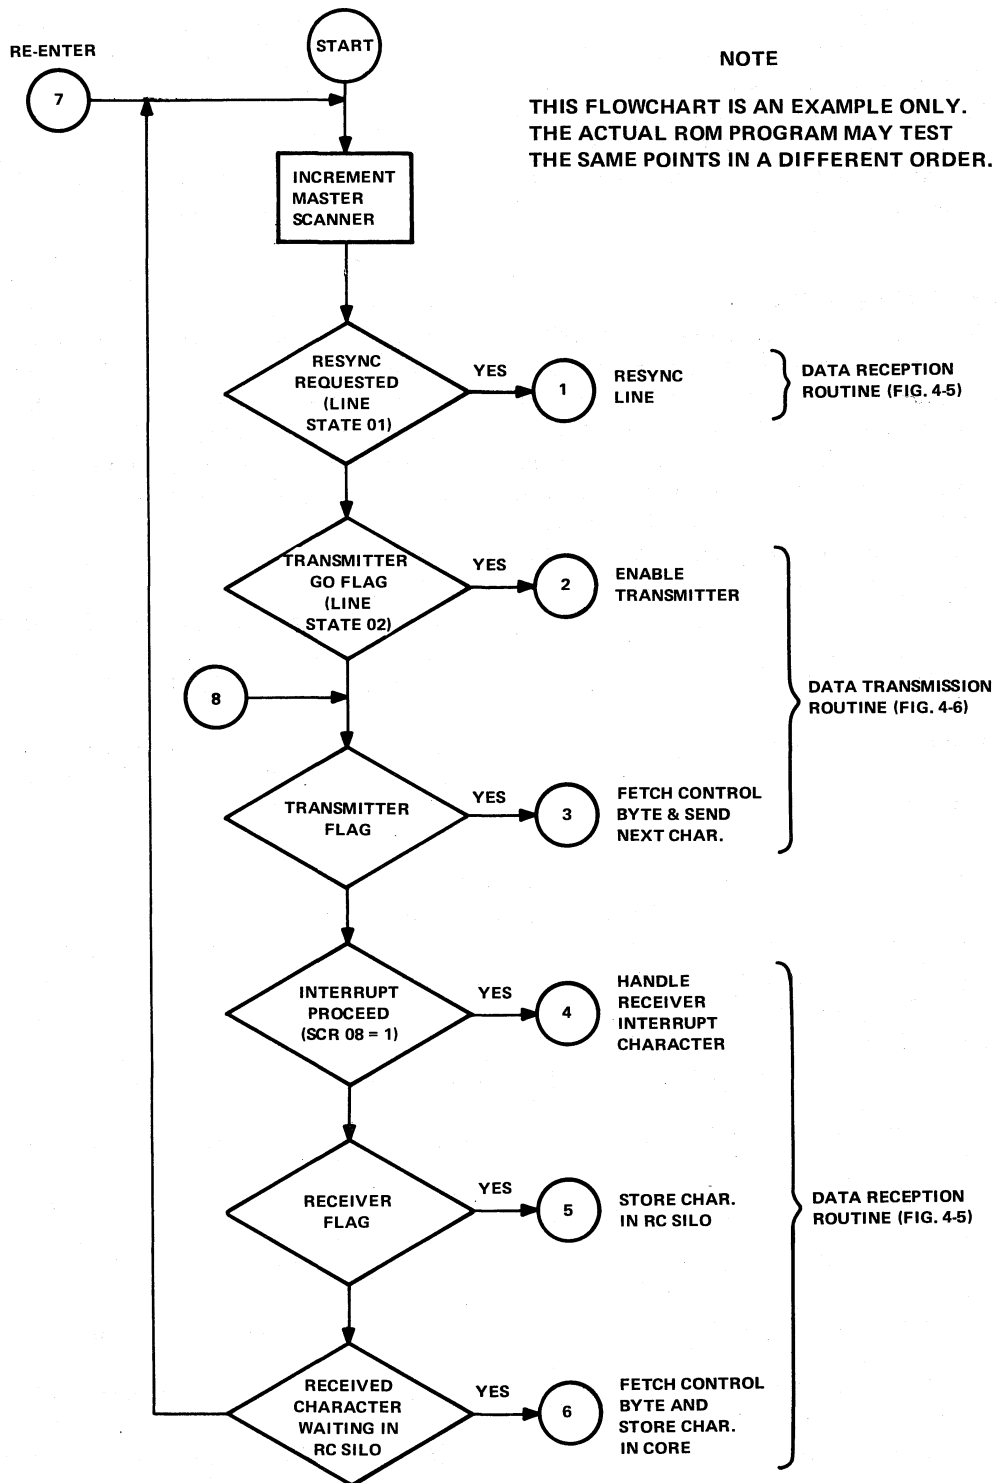 RE-ENTER
7
START
NOTE
THIS FLOWCHART IS AN EXAMPLE ONLY.
THE ACTUAL ROM PROGRAM MAY TEST
THE SAME POINTS IN A DIFFERENT ORDER.
INCREMENT
MASTER
SCANNER
RESYNC
REQUESTED
(LINE
STATE 01)
YES
1
RESYNC
LINE
DATA RECEPTION
ROUTINE (FIG. 4-5)
TRANSMITTER
GO FLAG
(LINE
STATE 02)
YES
2
ENABLE
TRANSMITTER
8
DATA TRANSMISSION
ROUTINE (FIG. 4-6)
TRANSMITTER
FLAG
YES
3
FETCH CONTROL
BYTE & SEND
NEXT CHAR.
INTERRUPT
PROCEED
(SCR 08 = 1)
YES
4
HANDLE
RECEIVER
INTERRUPT
CHARACTER
RECEIVER
FLAG
YES
5
STORE CHAR.
IN RC SILO
DATA RECEPTION
ROUTINE (FIG. 4-5)
RECEIVED
CHARACTER
WAITING IN
RC SILO
YES
6
FETCH CONTROL
BYTE AND
STORE CHAR.
IN CORE